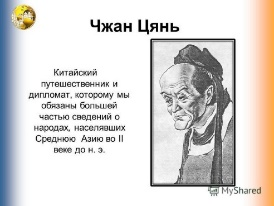 Чжан Цянь
Китайский
путешественник и
дипломат, которому мы
обязаны большей
частью сведений о
народах, населявших
Среднюю Азию во II
веке до н. э.
MyShared